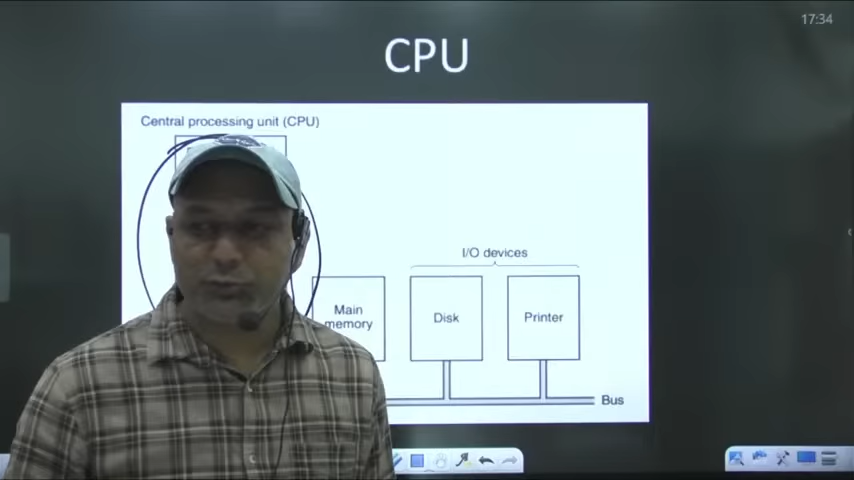 17:34
CPU
Central processing unit (CPU)
I/O devices
Main
memory
Disk
Printer
Bus